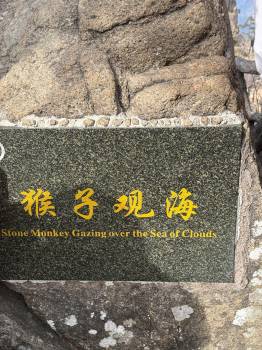 猴子观海
Stone Monkey Gazing over the Sea of Clouds